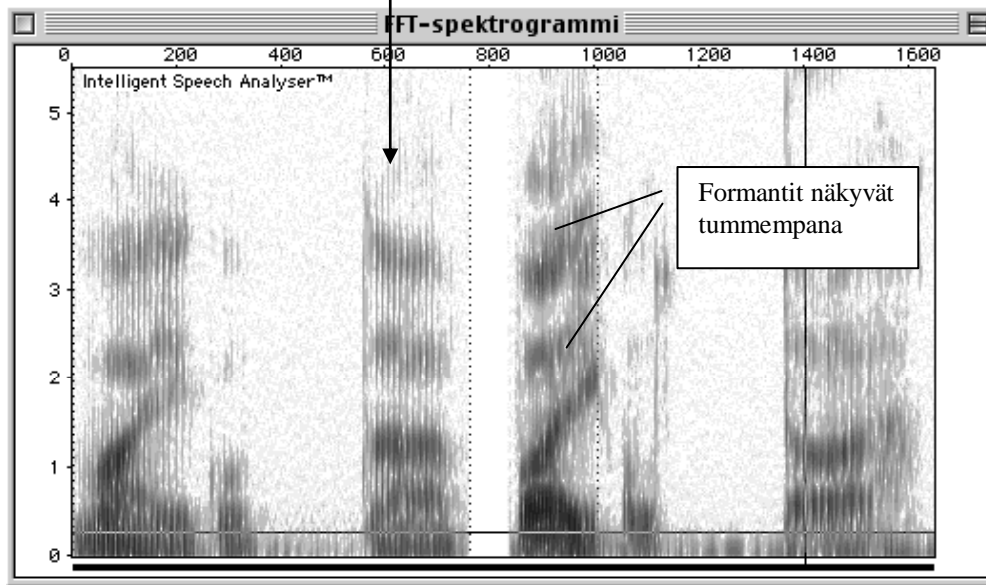 FFT-spektrogrammi
0 200 400 600 800 1000 1200 1400 1600
Intelligent Speech Analyser™
5
4
3
2
1
0
Formantit näkyvät
tummempana